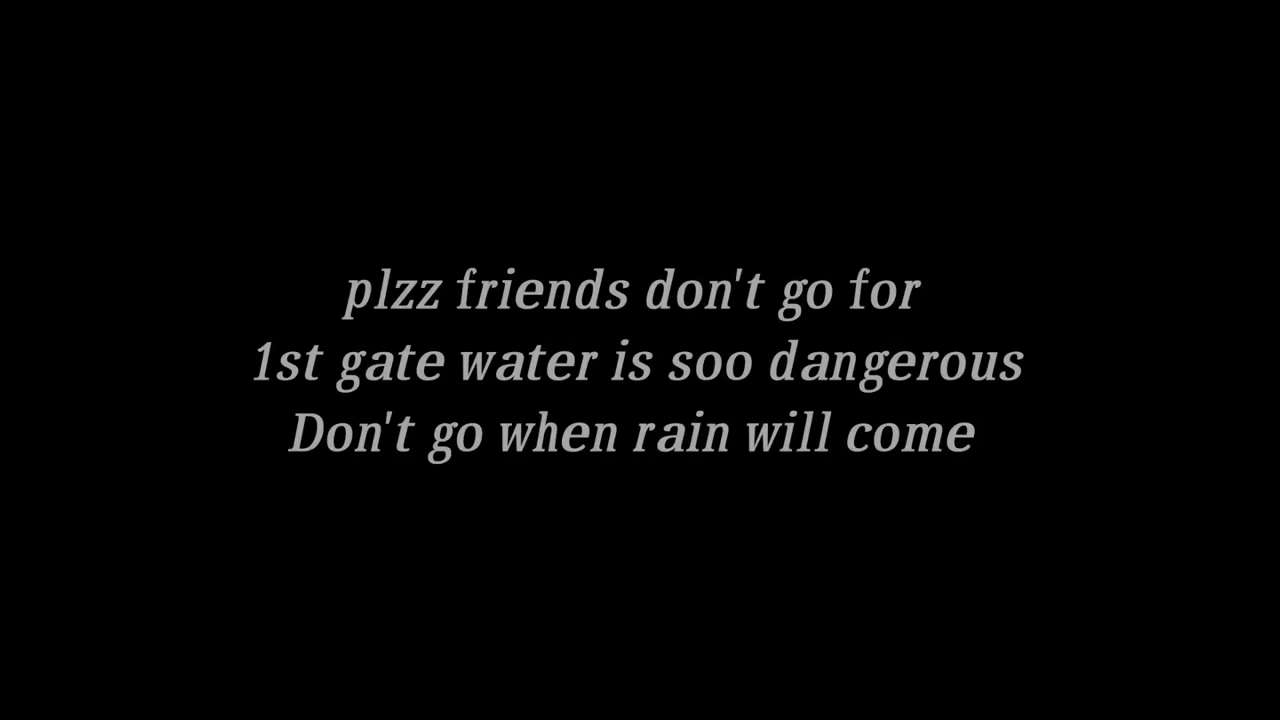 plzz friends don't go for
1st gate water is soo dangerous
Don't go when rain will come